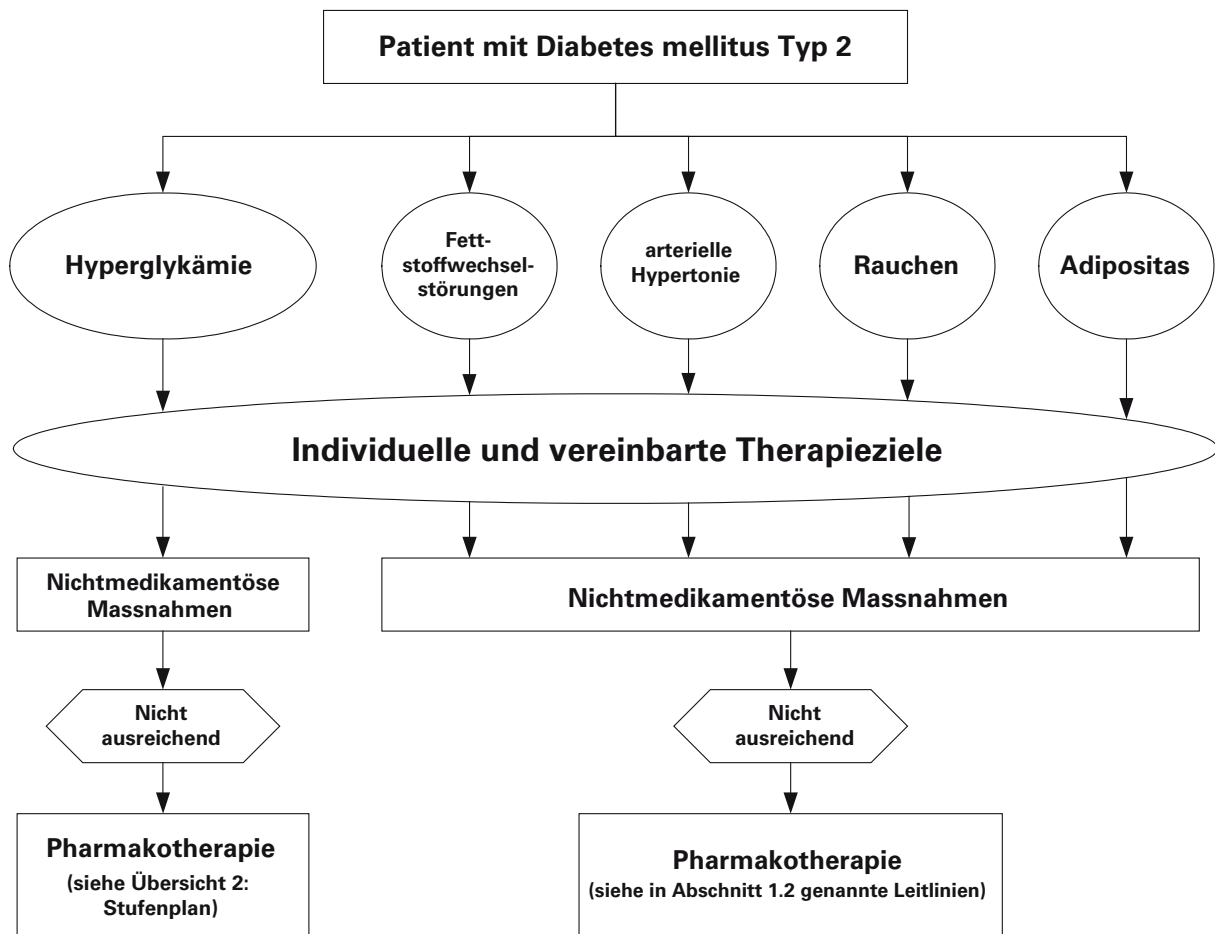 Patient mit Diabetes mellitus Typ 2
Hyperglykämie
Fett-
stoffwechsel-
störungen
arterielle
Hypertonie
Rauchen
Adipositas
Individuelle und vereinbarte Therapieziele
Nichtmedikamentöse
Massnahmen
Nichtmedikamentöse Massnahmen
Nicht
ausreichend
Nicht
ausreichend
Pharmakotherapie
(siehe Übersicht 2:
Stufenplan)
Pharmakotherapie
(siehe in Abschnitt 1.2 genannte Leitlinien)